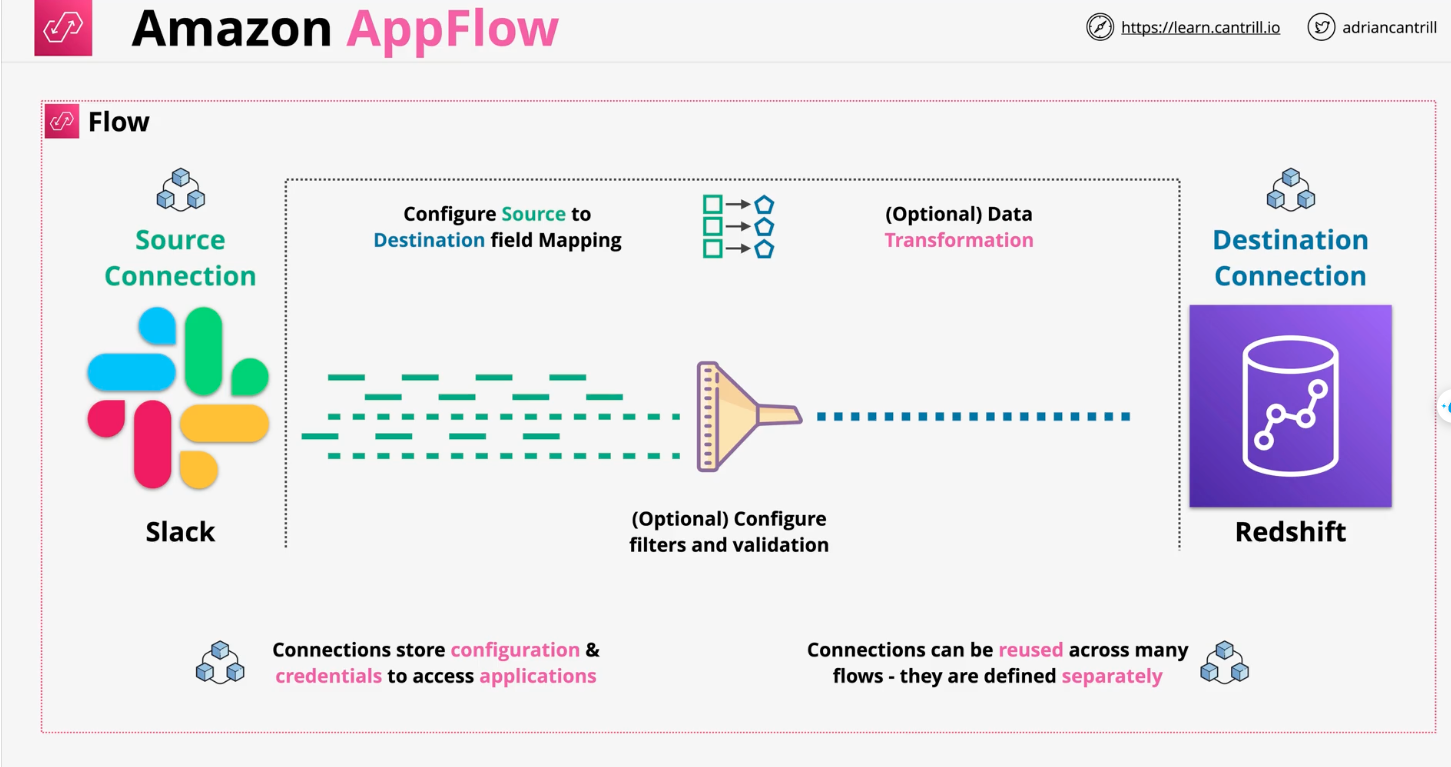 Amazon AppFlow
https://learn.cantrill.io
adriancantrill
Flow
Source
Connection
Configure Source to
Destination field Mapping
(Optional) Data
Transformation
Destination
Connection
Slack
(Optional) Configure
filters and validation
Redshift
Connections store configuration &
credentials to access applications
Connections can be reused across many
flows - they are defined separately